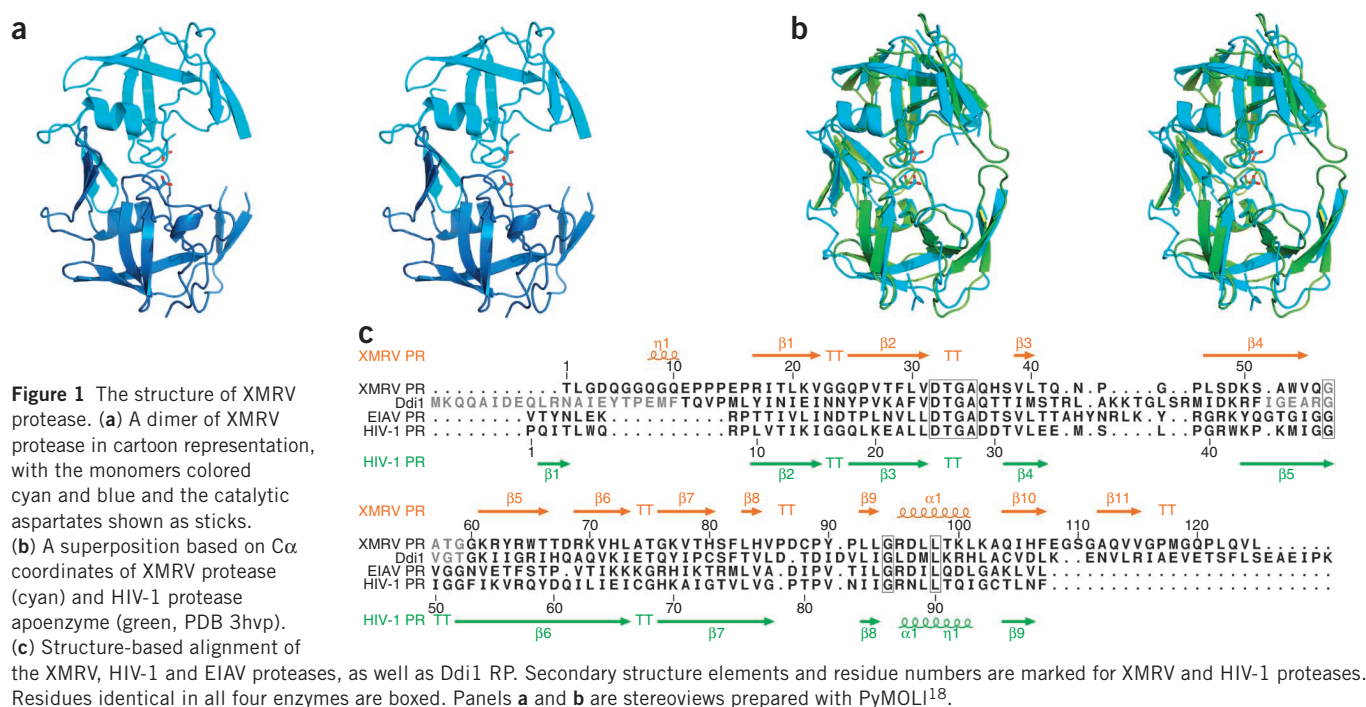 a
b
c
XMRV PR η1 β1 TT β2 TT β3 β4
1 10 20 30 40 50
XMRV PR ...........TLGDQGGQGQEPPPEPRITLKVGGQPVTFLVDTGAQHSVLTQ.N.P...G..PLSDKS.AWVQG
Ddi1 MKQQAIDEQLRNAIEYTPEMFTQVPMLYINIEINNYPVKAFVDTGAQTTIMSTRLAKKTGLSRMIDKRFIGEARG
EIAV PR ........VTYNLEK..........RPTTIVLINDTPLNVLLDTGADTSVLTTAHYNRLK..YRGRKYQGTGIGG
HIV-1 PR ........PQITLWQ..........RPLVTIKIGGQLKEALLDTGADDTVLEE.M.S...L..PGRWKP.KMIGG
1 10 20 30 40
HIV-1 PR β1 β2 TT β3 TT β4 β5
XMRV PR β5 β6 TT β7 β8 TT β9 α1 β10 β11 TT
60 70 80 90 100 110 120
XMRV PR ATGGKRYRWTTDRKVHLATGKVTHSFLHVPDCPY.PLLGRDLLTKLKAQIHFEGSGAQVVGPMGQPLQVL.........
Ddi1 VGTGKIIGRIHQAQVKIETQYIPCSFTVLD.TDIDVLIGLDMLKRHLACVDLK.ENVLRIAEVETSFLSEAEIPK
EIAV PR VGGNVETFSTP.VTIKKKGRHIKTRMLVA.DIPV.TILGRDILQDLGAKLVL...........................
HIV-1 PR IGGFIKVRQYDQILIEICGHKAIGTVLVG.PTPV.NIIGRNLLTQIGCTLNF...........................
50 60 70 80 90
HIV-1 PR TT β6 TT β7 β8 α1 η1 β9
Figure 1 The structure of XMRV
protease. (a) A dimer of XMRV
protease in cartoon representation,
with the monomers colored
cyan and blue and the catalytic
aspartates shown as sticks.
(b) A superposition based on Cα
coordinates of XMRV protease
(cyan) and HIV-1 protease
apoenzyme (green, PDB 3hvp).
(c) Structure-based alignment of
the XMRV, HIV-1 and EIAV proteases, as well as Ddi1 RP. Secondary structure elements and residue numbers are marked for XMRV and HIV-1 proteases.
Residues identical in all four enzymes are boxed. Panels a and b are stereoviews prepared with PyMOLI18.